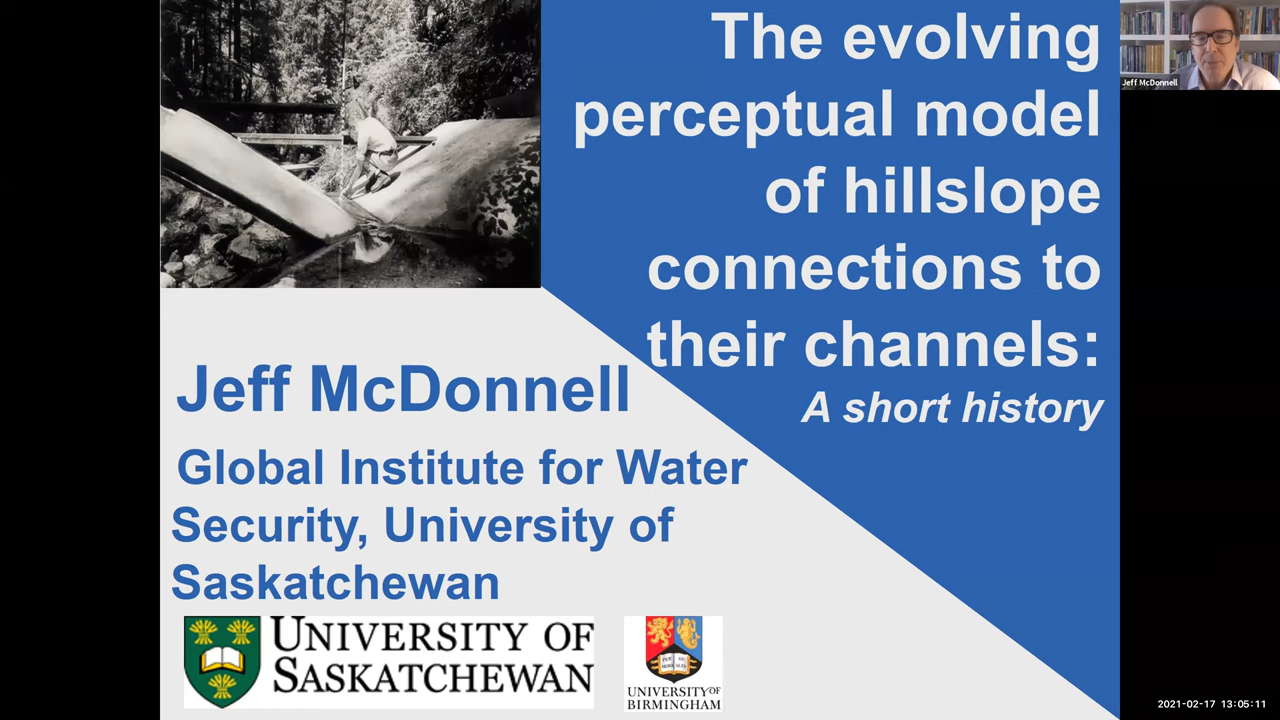 The evolving
perceptual model
of hillslope
connections to
their channels:
A short history
Jeff McDonnell
Jeff McDonnell
Global Institute for Water
Security, University of
Saskatchewan
UNIVERSITY OF
SASKATCHEWAN
UNIVERSITY OF
BIRMINGHAM
2021-02-17 13:05:11